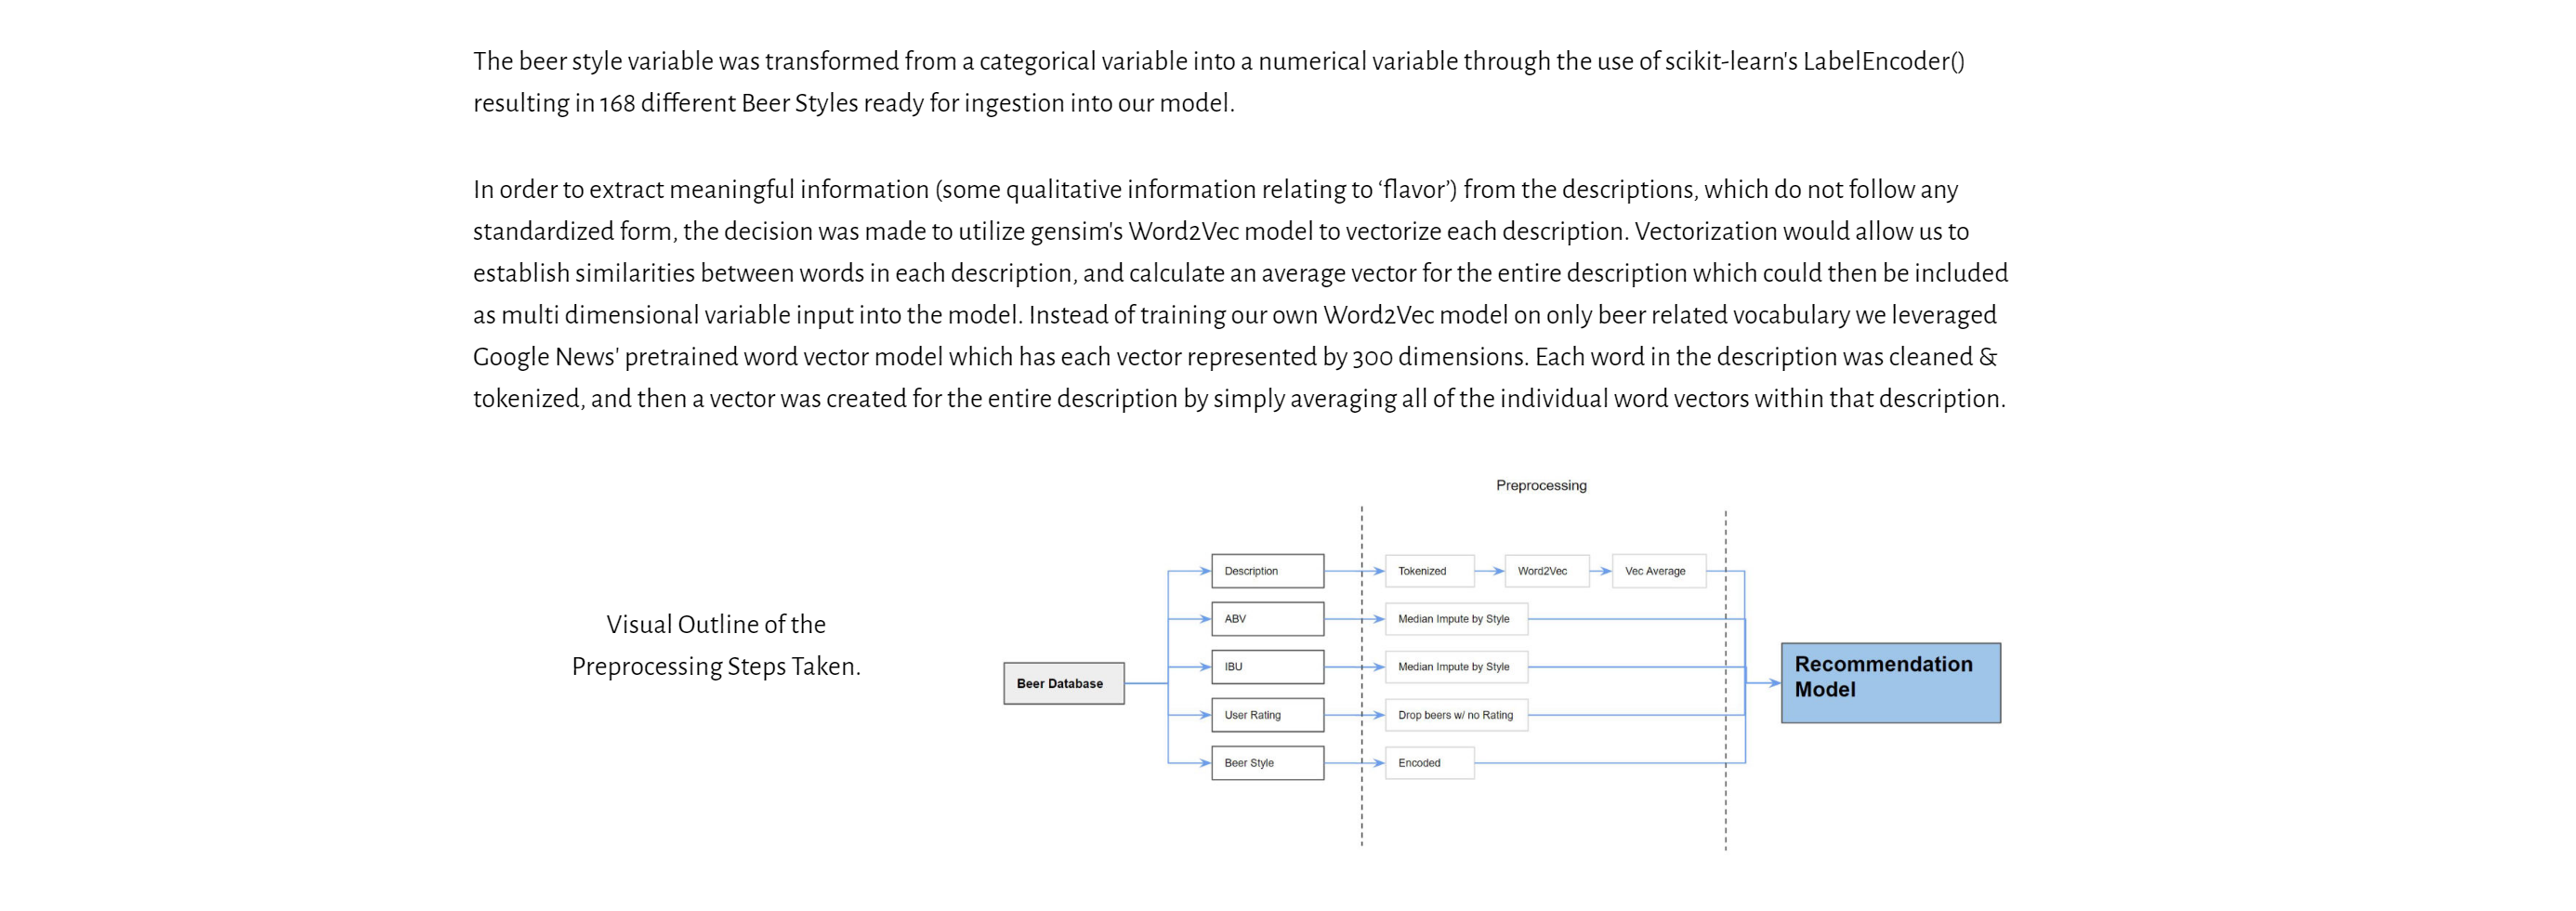 The beer style variable was transformed from a categorical variable into a numerical variable through the use of scikit-learn's LabelEncoder()
resulting in 168 different Beer Styles ready for ingestion into our model.
In order to extract meaningful information (some qualitative information relating to ‘flavor’) from the descriptions, which do not follow any
standardized form, the decision was made to utilize gensim's Word2Vec model to vectorize each description. Vectorization would allow us to
establish similarities between words in each description, and calculate an average vector for the entire description which could then be included
as multi dimensional variable input into the model. Instead of training our own Word2Vec model on only beer related vocabulary we leveraged
Google News' pretrained word vector model which has each vector represented by 300 dimensions. Each word in the description was cleaned &
tokenized, and then a vector was created for the entire description by simply averaging all of the individual word vectors within that description.
Visual Outline of the
Preprocessing Steps Taken.
Preprocessing
Beer Database
Description
Tokenized
Word2Vec
Vec Average
ABV
Median Impute by Style
IBU
Median Impute by Style
User Rating
Drop beers w/ no Rating
Beer Style
Encoded
Recommendation
Model